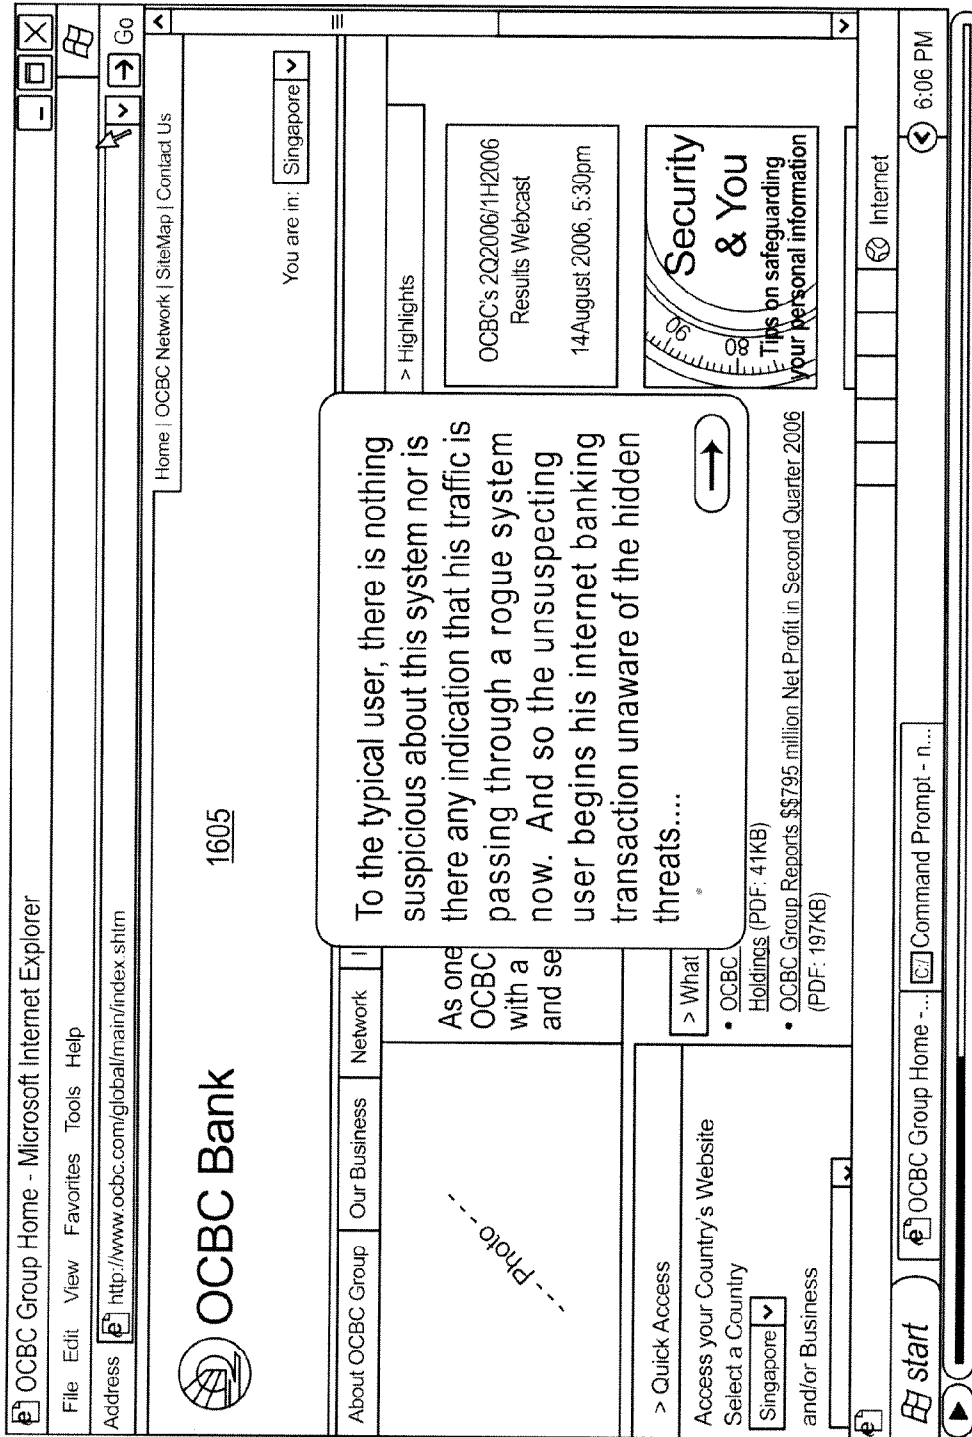 OCBC Group Home - Microsoft Internet Explorer
File Edit View Favorites Tools Help
Address http://www.ocbc.com/global/main/index.shtm Go
Home | OCBC Network | SiteMap | Contact Us
OCBC Bank
1605
You are in: Singapore
About OCBC Group Our Business Network
Photo
As one
OCBC
with a
and se
> Highlights
OCBC's 2Q2006/1H2006
Results Webcast
14August 2006, 5:30pm
To the typical user, there is nothing
suspicious about this system nor is
there any indication that his traffic is
passing through a rogue system
now. And so the unsuspecting
user begins his internet banking
transaction unaware of the hidden
threats...
> Quick Access
Access your Country's Website
Select a Country
Singapore
and/or Business
> What
• OCBC
Holdings (PDF: 41KB)
• OCBC Group Reports $$795 million Net Profit in Second Quarter 2006
(PDF: 197KB)
90
80
Security
& You
Tips on safeguarding
your personal information
Internet
start
OCBC Group Home -...
C:/ Command Prompt - n...
6:06 PM